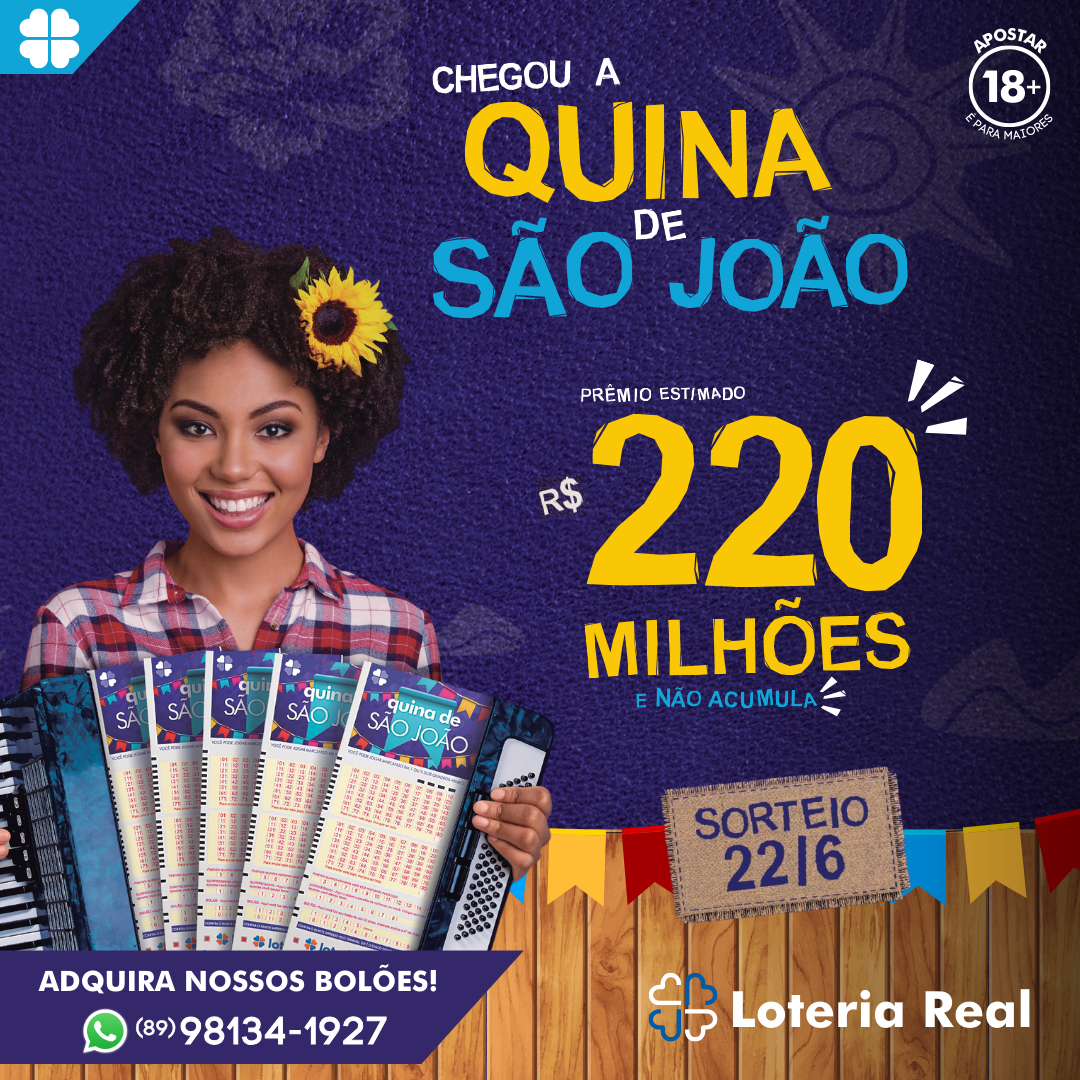 CHEGOU A
QUINA
DE
SÃO JOÃO
APOSTAR
18+
É PARA MAIORES
PRÊMIO ESTIMADO
R$ 220
MILHÕES
E NÃO ACUMULA
quina de
SÃO JOÃO
SORTEIO
22/6
ADQUIRA NOSSOS BOLÕES!
(89) 98134-1927
Loteria Real